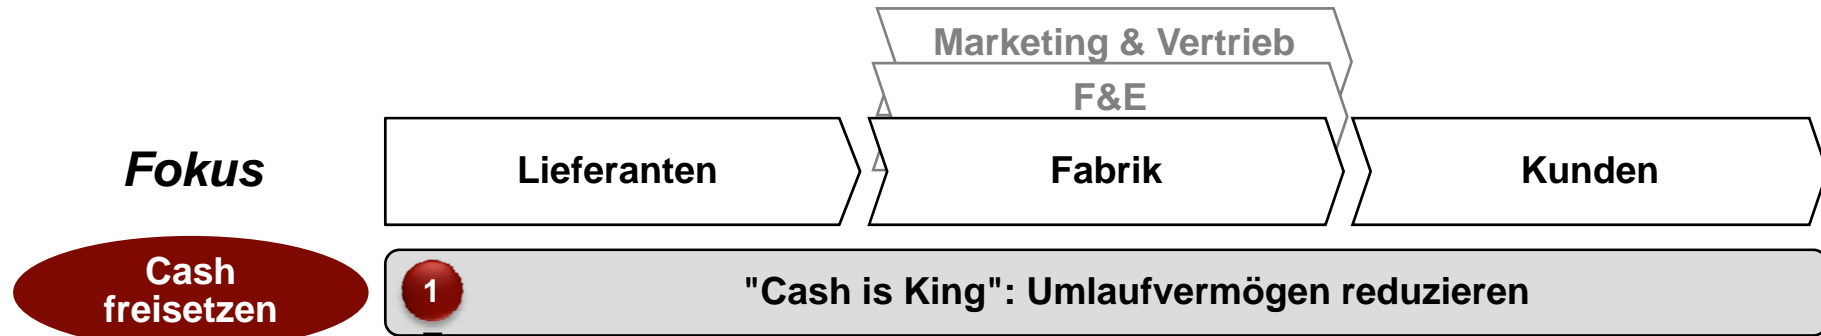 Marketing & Vertrieb
F&E
Fokus
Lieferanten
Fabrik
Kunden
Cash
freisetzen
1
"Cash is King": Umlaufvermögen reduzieren